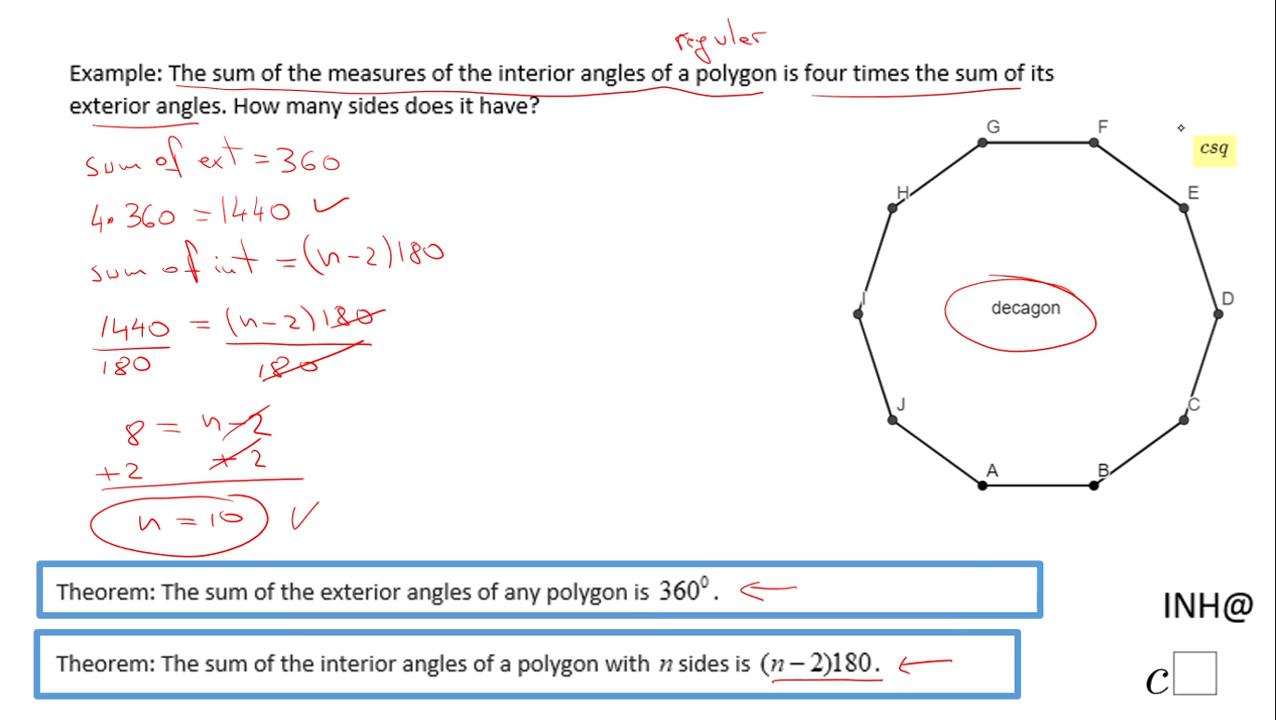 regular
Example: The sum of the measures of the interior angles of a polygon is four times the sum of its
exterior angles. How many sides does it have?
sum of ext = 360
4 · 360 = 1440 ✓
sum of int = (n-2)180
1440 = (n-2)180
180 180
8 = n-2
+2 +2
n = 10 ✓
G F
csq
H E
I D
decagon
J C
A B
Theorem: The sum of the exterior angles of any polygon is 360⁰. ←
Theorem: The sum of the interior angles of a polygon with n sides is (n-2)180. ←
INH@
c□